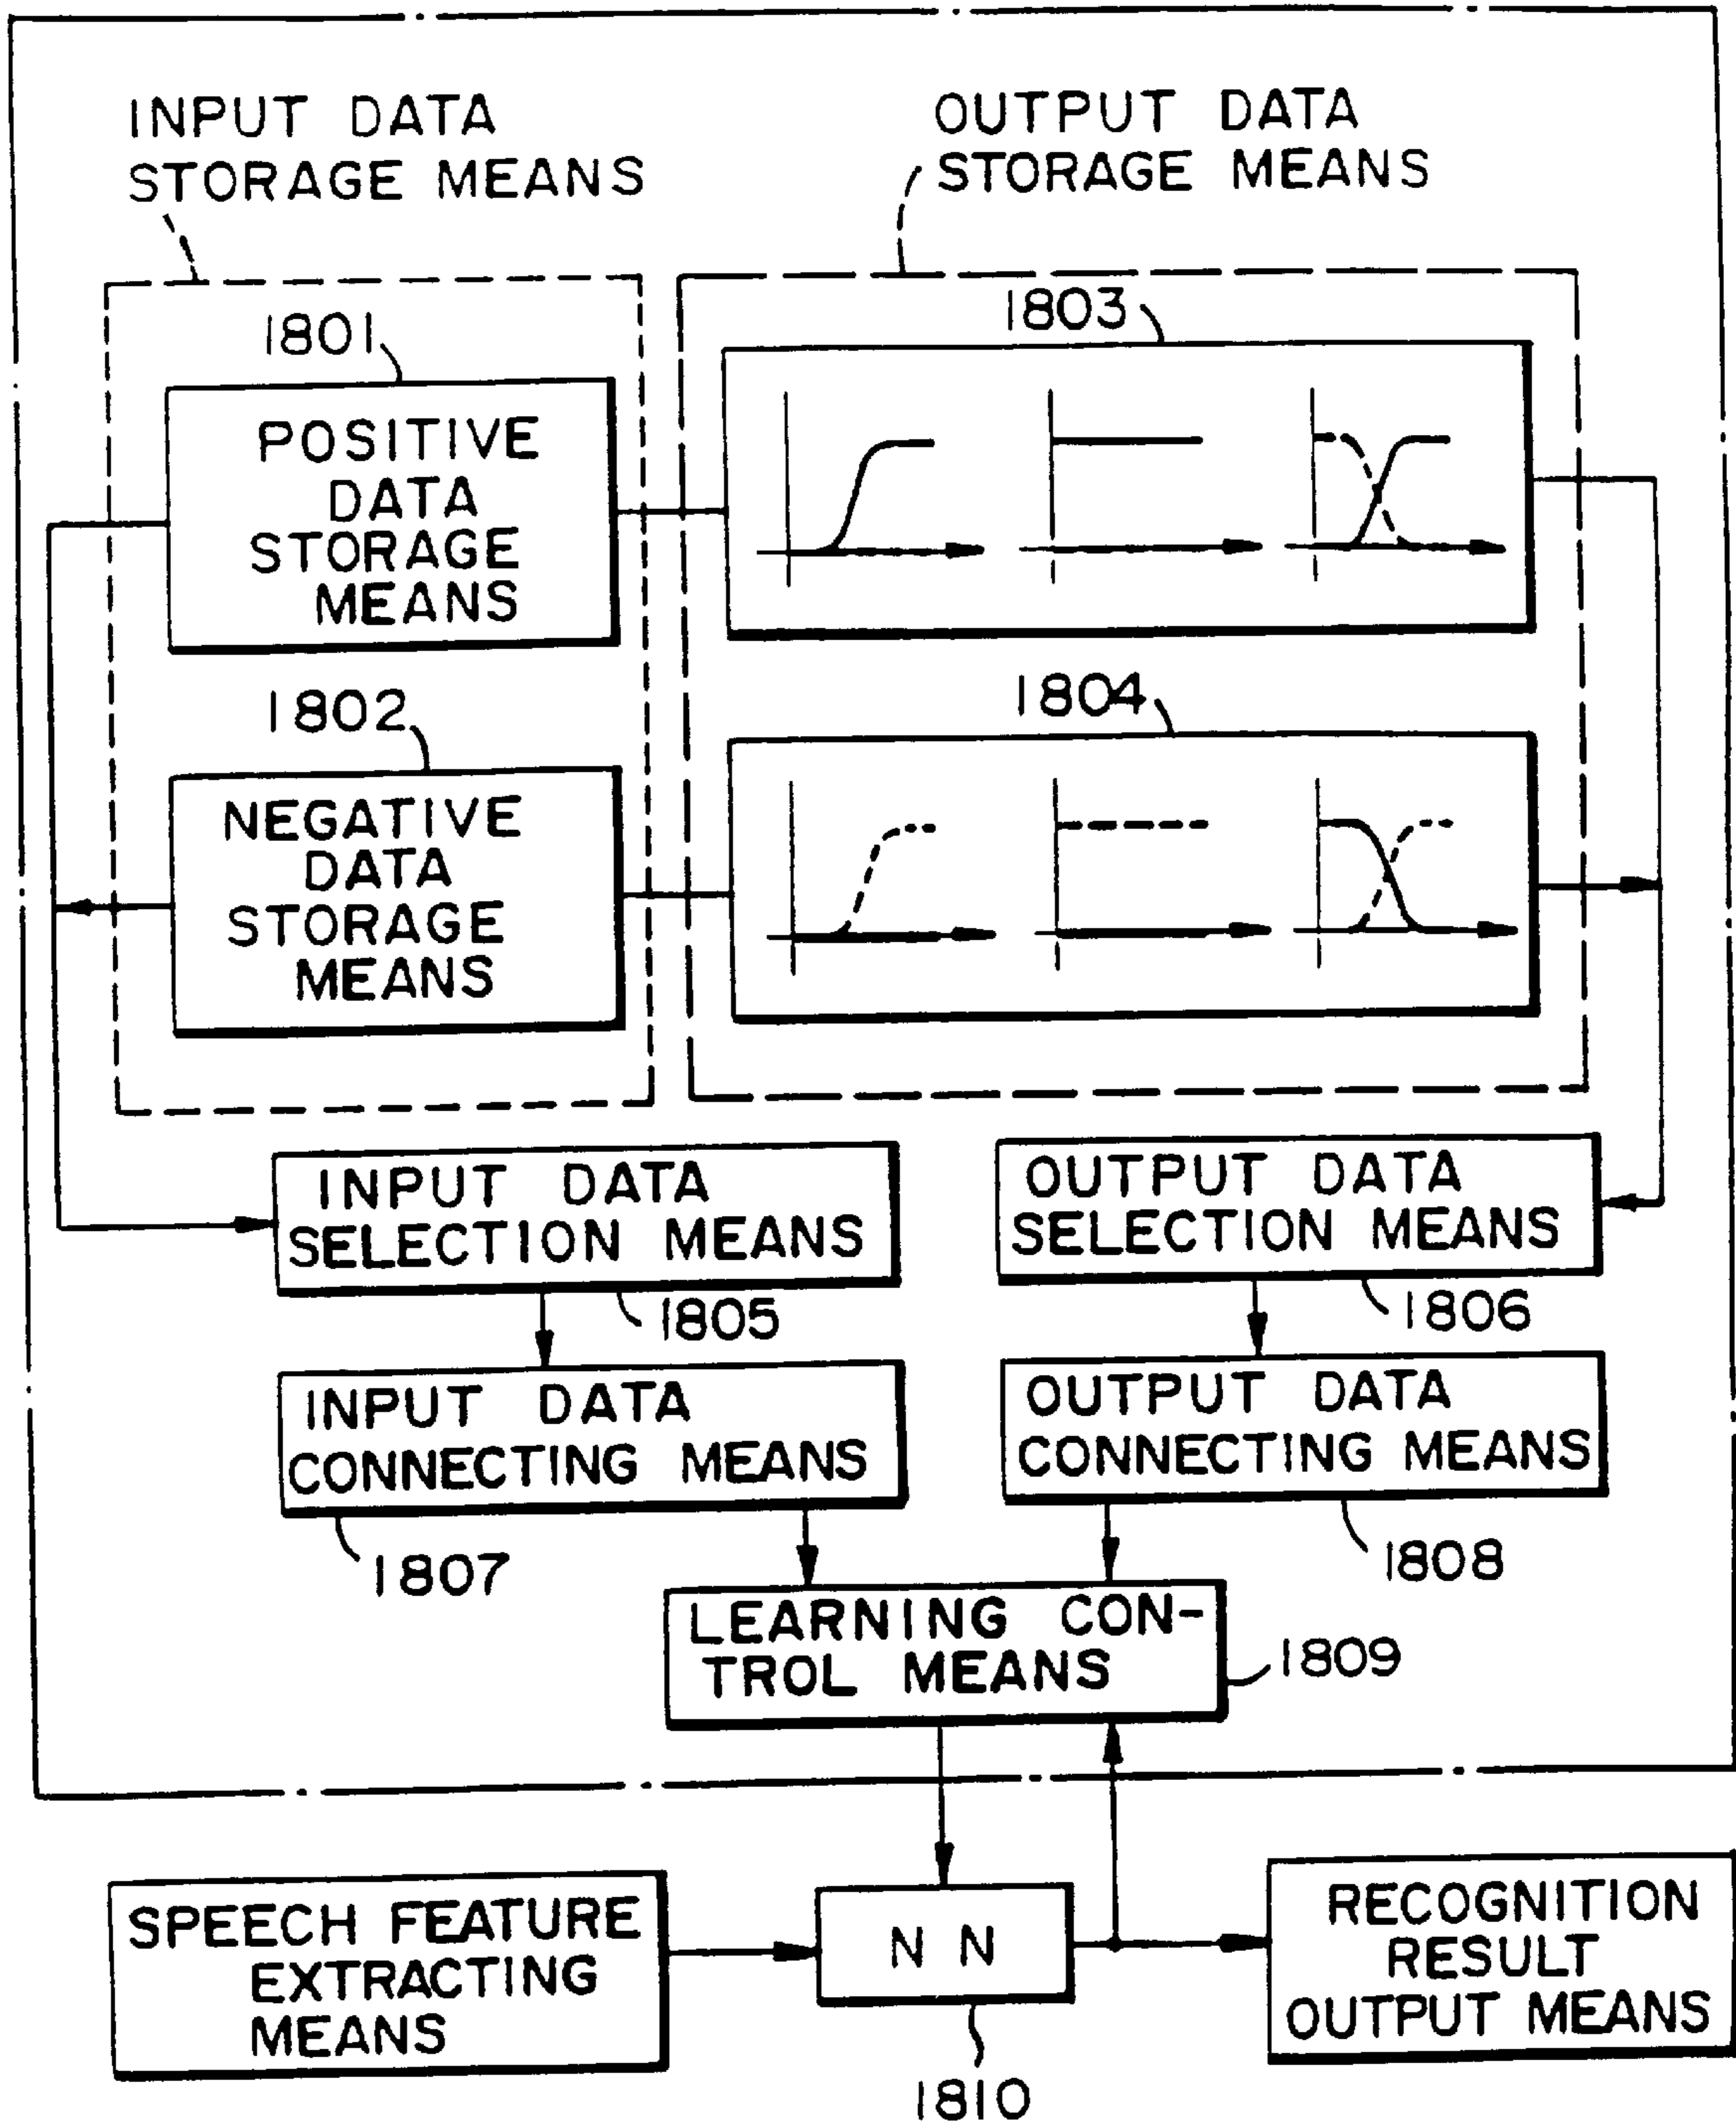 INPUT DATA
STORAGE MEANS
OUTPUT DATA
STORAGE MEANS
1801
POSITIVE
DATA
STORAGE
MEANS
1803
1802
NEGATIVE
DATA
STORAGE
MEANS
1804
INPUT DATA
SELECTION MEANS
1805
OUTPUT DATA
SELECTION MEANS
1806
INPUT DATA
CONNECTING MEANS
1807
OUTPUT DATA
CONNECTING MEANS
1808
LEARNING CON-
TROL MEANS
1809
SPEECH FEATURE
EXTRACTING
MEANS
N N
1810
RECOGNITION
RESULT
OUTPUT MEANS